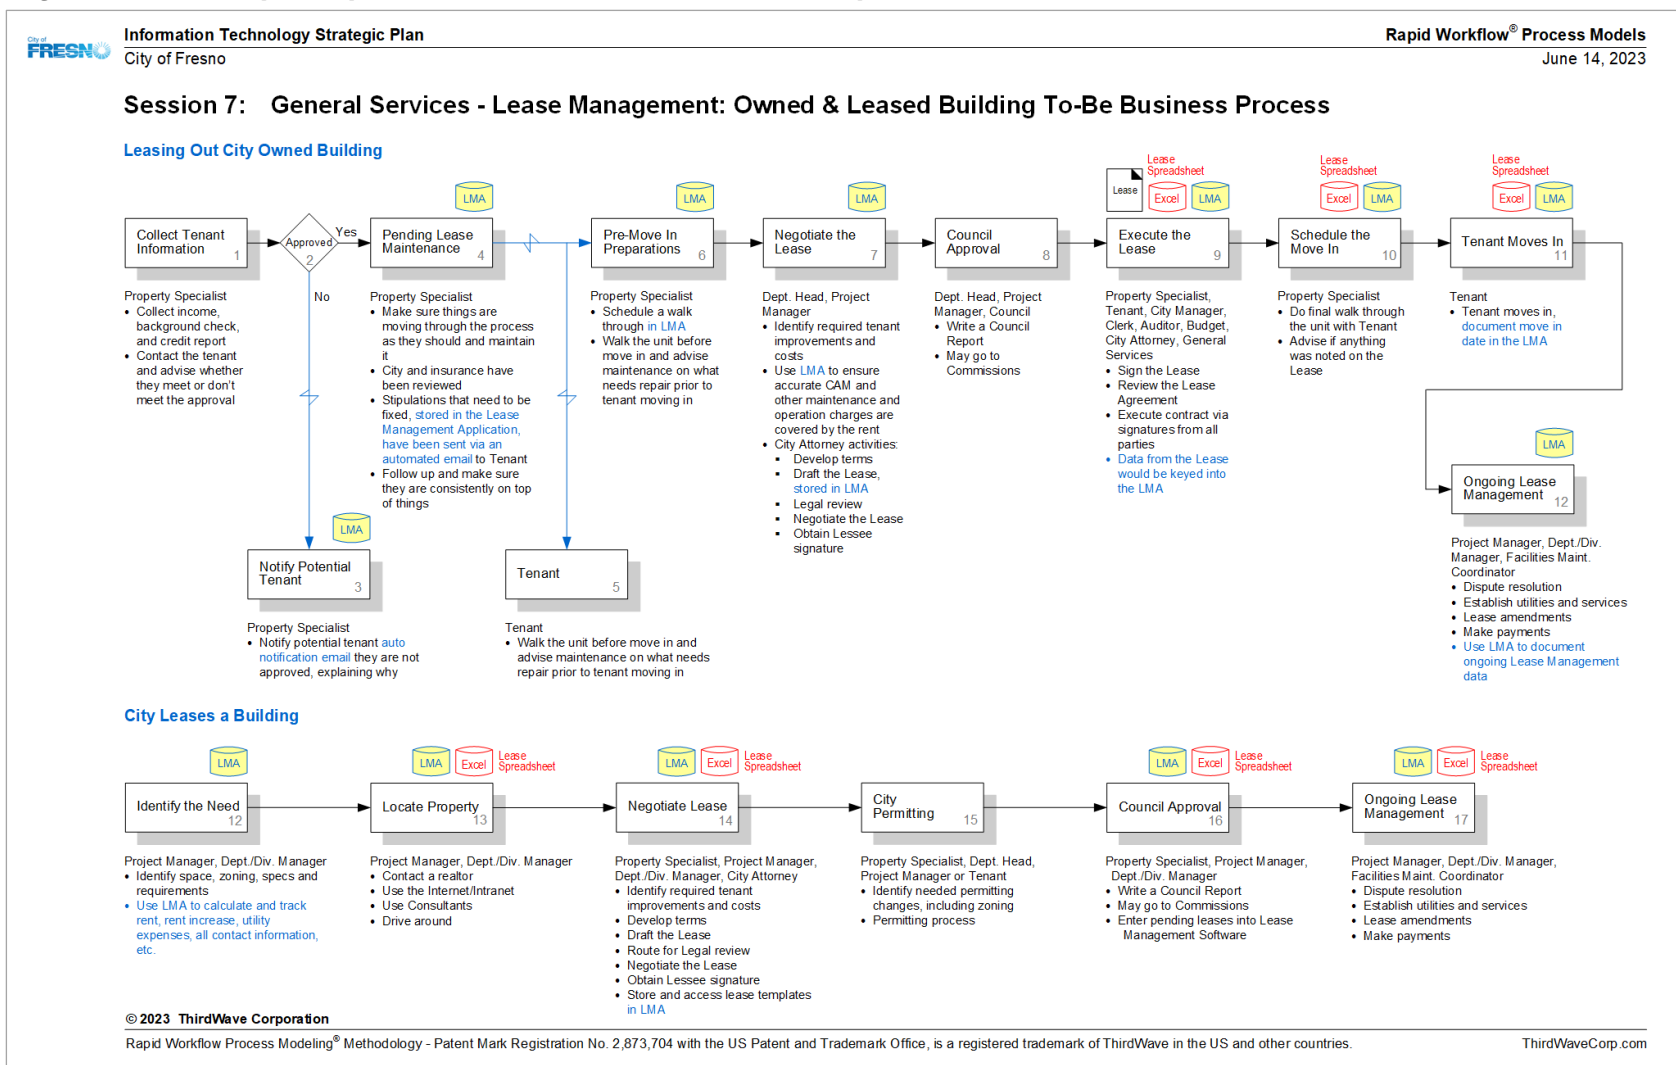 City of
FRESNO
Information Technology Strategic Plan
Rapid Workflow® Process Models
City of Fresno
June 14, 2023
Session 7: General Services - Lease Management: Owned & Leased Building To-Be Business Process
Leasing Out City Owned Building
Collect Tenant
Information
1
Property Specialist
• Collect income,
background check,
and credit report
• Contact the tenant
and advise whether
they meet or don't
meet the approval
Approved
2
Yes
No
LMA
Notify Potential
Tenant
3
Property Specialist
• Notify potential tenant auto
notification email they are not
approved, explaining why
LMA
Pending Lease
Maintenance
4
Property Specialist
• Make sure things are
moving through the process
as they should and maintain
it
• City and insurance have
been reviewed
• Stipulations that need to be
fixed, stored in the Lease
Management Application,
have been sent via an
automated email to Tenant
• Follow up and make sure
they are consistently on top
of things
Tenant
5
Tenant
• Walk the unit before move in and
advise maintenance on what needs
repair prior to tenant moving in
LMA
Pre-Move In
Preparations
6
Property Specialist
• Schedule a walk
through in LMA
• Walk the unit before
move in and advise
maintenance on what
needs repair prior to
tenant moving in
LMA
Negotiate the
Lease
7
Dept. Head, Project
Manager
• Identify required tenant
improvements and
costs
• Use LMA to ensure
accurate CAM and
other maintenance and
operation charges are
covered by the rent
• City Attorney activities:
▪ Develop terms
▪ Draft the Lease,
stored in LMA
▪ Legal review
▪ Negotiate the Lease
▪ Obtain Lessee
signature
Council
Approval
8
Dept. Head, Project
Manager, Council
• Write a Council
Report
• May go to
Commissions
Lease
Lease
Spreadsheet
Excel
LMA
Execute the
Lease
9
Property Specialist,
Tenant, City Manager,
Clerk, Auditor, Budget,
City Attorney, General
Services
• Sign the Lease
• Review the Lease
Agreement
• Execute contract via
signatures from all
parties
• Data from the Lease
would be keyed into
the LMA
Lease
Spreadsheet
Excel
LMA
Schedule the
Move In
10
Property Specialist
• Do final walk through
the unit with Tenant
• Advise if anything
was noted on the
Lease
Lease
Spreadsheet
Excel
LMA
Tenant Moves In
11
Tenant
• Tenant moves in,
document move in
date in the LMA
LMA
Ongoing Lease
Management
12
Project Manager, Dept./Div.
Manager, Facilities Maint.
Coordinator
• Dispute resolution
• Establish utilities and services
• Lease amendments
• Make payments
• Use LMA to document
ongoing Lease Management
data
City Leases a Building
LMA
Identify the Need
12
Project Manager, Dept./Div. Manager
• Identify space, zoning, specs and
requirements
• Use LMA to calculate and track
rent, rent increase, utility
expenses, all contact information,
etc.
LMA
Excel
Lease
Spreadsheet
Locate Property
13
Project Manager, Dept./Div. Manager
• Contact a realtor
• Use the Internet/Intranet
• Use Consultants
• Drive around
LMA
Excel
Lease
Spreadsheet
Negotiate Lease
14
Property Specialist, Project Manager,
Dept./Div. Manager, City Attorney
• Identify required tenant
improvements and costs
• Develop terms
• Draft the Lease
• Route for Legal review
• Negotiate the Lease
• Obtain Lessee signature
• Store and access lease templates
in LMA
City
Permitting
15
Property Specialist, Dept. Head,
Project Manager or Tenant
• Identify needed permitting
changes, including zoning
• Permitting process
LMA
Excel
Lease
Spreadsheet
Council Approval
16
Property Specialist, Project Manager,
Dept./Div. Manager
• Write a Council Report
• May go to Commissions
• Enter pending leases into Lease
Management Software
LMA
Excel
Lease
Spreadsheet
Ongoing Lease
Management
17
Project Manager, Dept./Div. Manager,
Facilities Maint. Coordinator
• Dispute resolution
• Establish utilities and services
• Lease amendments
• Make payments
© 2023 ThirdWave Corporation
Rapid Workflow Process Modeling® Methodology - Patent Mark Registration No. 2,873,704 with the US Patent and Trademark Office, is a registered trademark of ThirdWave in the US and other countries.
ThirdWaveCorp.com